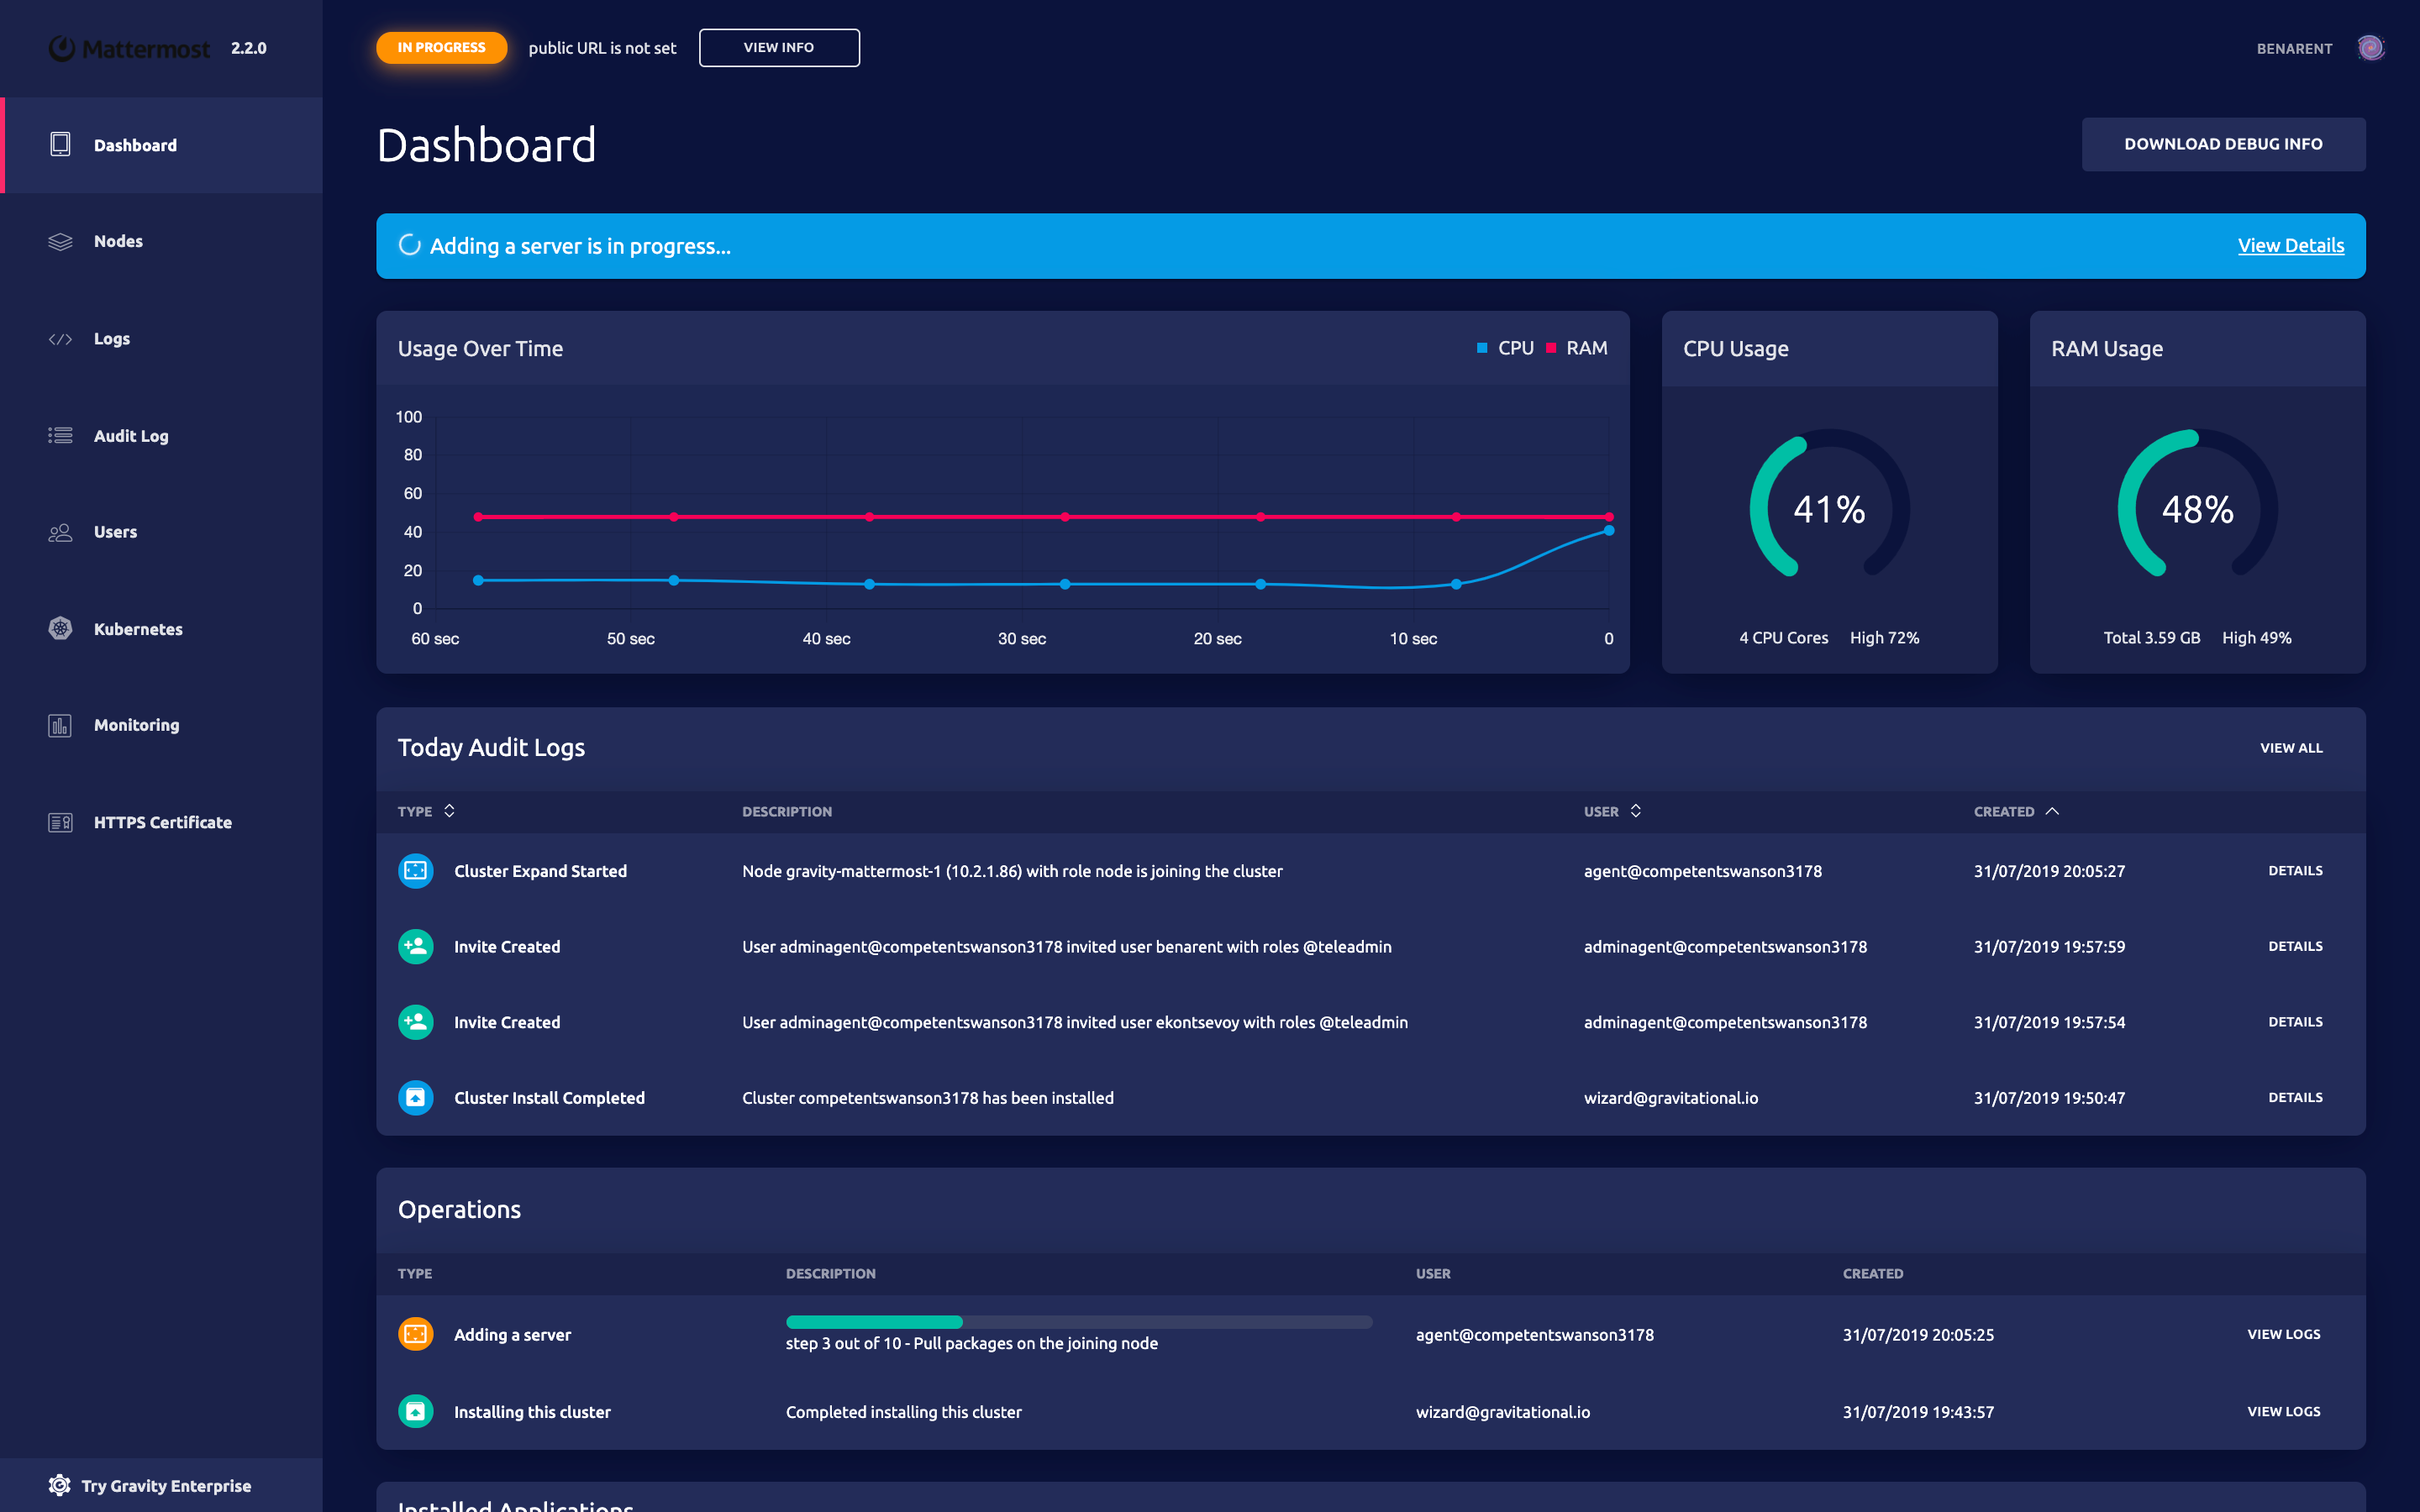 Mattermost 2.2.0
IN PROGRESS public URL is not set VIEW INFO
BENARENT
Dashboard
Nodes
Logs
Audit Log
Users
Kubernetes
Monitoring
HTTPS Certificate
Try Gravity Enterprise
Dashboard
DOWNLOAD DEBUG INFO
Adding a server is in progress... View Details
Usage Over Time CPU RAM
100
80
60
40
20
0
60 sec 50 sec 40 sec 30 sec 20 sec 10 sec 0
CPU Usage
41%
4 CPU Cores High 72%
RAM Usage
48%
Total 3.59 GB High 49%
Today Audit Logs VIEW ALL
TYPE DESCRIPTION USER CREATED
Cluster Expand Started Node gravity-mattermost-1 (10.2.1.86) with role node is joining the cluster agent@competentswanson3178 31/07/2019 20:05:27 DETAILS
Invite Created User adminagent@competentswanson3178 invited user benarent with roles @teleadmin adminagent@competentswanson3178 31/07/2019 19:57:59 DETAILS
Invite Created User adminagent@competentswanson3178 invited user ekontsevoy with roles @teleadmin adminagent@competentswanson3178 31/07/2019 19:57:54 DETAILS
Cluster Install Completed Cluster competentswanson3178 has been installed wizard@gravitational.io 31/07/2019 19:50:47 DETAILS
Operations
TYPE DESCRIPTION USER CREATED
Adding a server step 3 out of 10 - Pull packages on the joining node agent@competentswanson3178 31/07/2019 20:05:25 VIEW LOGS
Installing this cluster Completed installing this cluster wizard@gravitational.io 31/07/2019 19:43:57 VIEW LOGS
Installed Applications